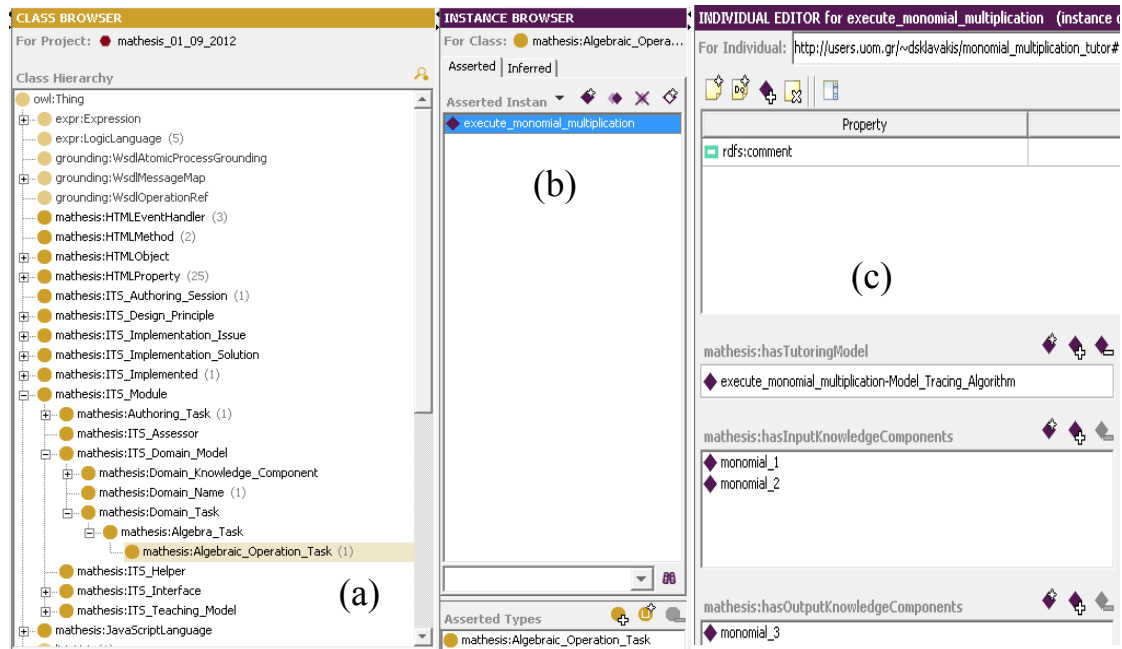 CLASS BROWSER
For Project: mathesis_01_09_2012
Class Hierarchy
owl:Thing
expr:Expression
expr:LogicLanguage (5)
grounding:WsdlAtomicProcessGrounding
grounding:WsdlMessageMap
grounding:WsdlOperationRef
mathesis:HTMLEventHandler (3)
mathesis:HTMLMethod (2)
mathesis:HTMLObject
mathesis:HTMLProperty (25)
mathesis:ITS_Authoring_Session (1)
mathesis:ITS_Design_Principle
mathesis:ITS_Implementation_Issue
mathesis:ITS_Implementation_Solution
mathesis:ITS_Implemented (1)
mathesis:ITS_Module
mathesis:Authoring_Task (1)
mathesis:ITS_Assessor
mathesis:ITS_Domain_Model
mathesis:Domain_Knowledge_Component
mathesis:Domain_Name (1)
mathesis:Domain_Task
mathesis:Algebra_Task
mathesis:Algebraic_Operation_Task (1)
mathesis:ITS_Helper
mathesis:ITS_Interface
mathesis:ITS_Teaching_Model
mathesis:JavaScriptLanguage
(a)
INSTANCE BROWSER
For Class: mathesis:Algebraic_Opera...
Asserted Inferred
Asserted Instan
execute_monomial_multiplication
(b)
Asserted Types
mathesis:Algebraic_Operation_Task
INDIVIDUAL EDITOR for execute_monomial_multiplication (instance
For Individual: http://users.uom.gr/~dsklavakis/monomial_multiplication_tutor#
Property
rdfs:comment
(c)
mathesis:hasTutoringModel
execute_monomial_multiplication-Model_Tracing_Algorithm
mathesis:hasInputKnowledgeComponents
monomial_1
monomial_2
mathesis:hasOutputKnowledgeComponents
monomial_3